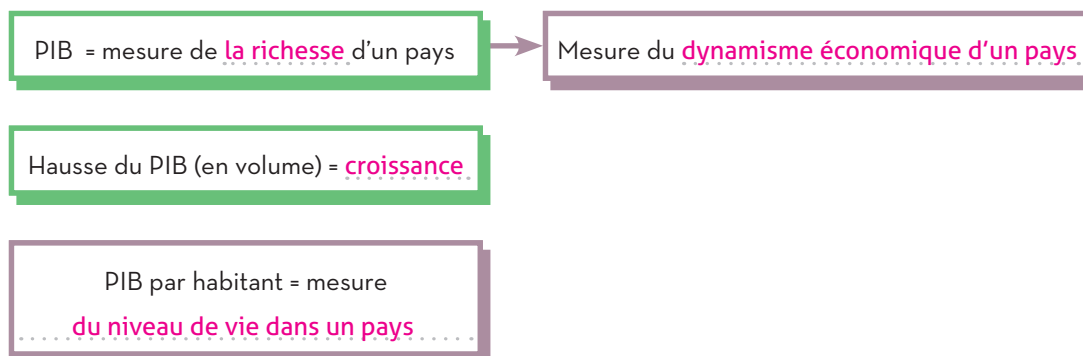 PIB = mesure de la richesse d'un pays
Mesure du dynamisme économique d'un pays
Hausse du PIB (en volume) = croissance
PIB par habitant = mesure
du niveau de vie dans un pays